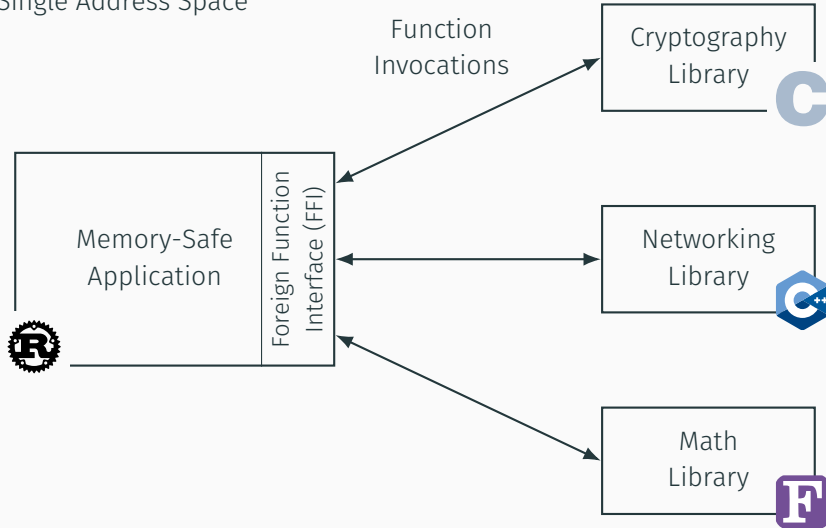 Single Address Space
Function
Invocations
Cryptography
Library
C
Memory-Safe
Application
Foreign Function
Interface (FFI)
R
Networking
Library
C++
Math
Library
F